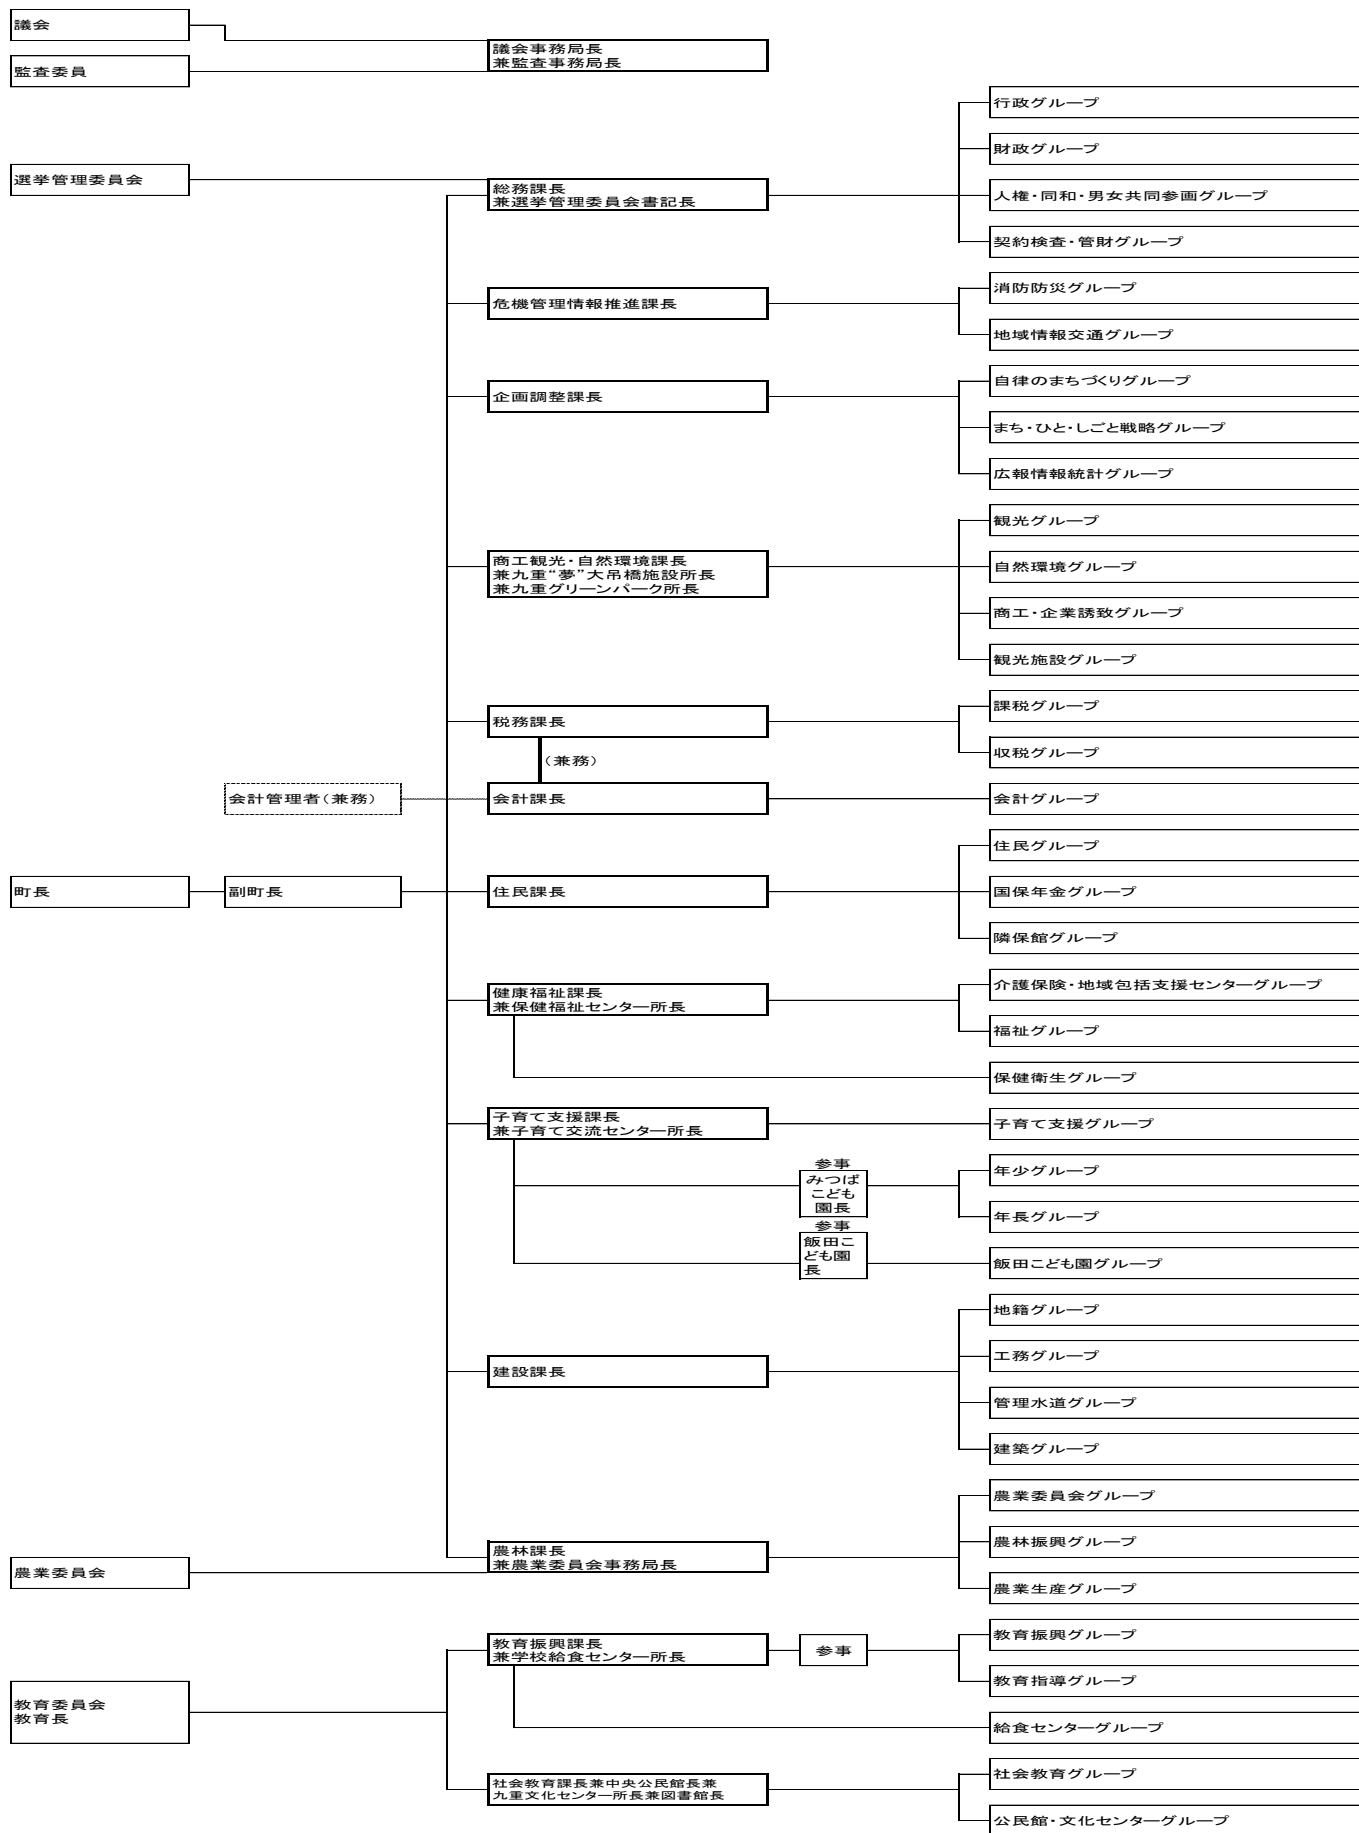 議会
議会事務局長
兼監査事務局長
監査委員
行政グループ
財政グループ
選挙管理委員会
総務課長
兼選挙管理委員会書記長
人権・同和・男女共同参画グループ
契約検査・管財グループ
消防防災グループ
危機管理情報推進課長
地域情報交通グループ
自律のまちづくりグループ
企画調整課長
まち・ひと・しごと戦略グループ
広報情報統計グループ
観光グループ
商工観光・自然環境課長
兼九重“夢”大吊橋施設所長
兼九重グリーンパーク所長
自然環境グループ
商工・企業誘致グループ
観光施設グループ
課税グループ
税務課長
収税グループ
（兼務）
会計管理者（兼務）
会計課長
会計グループ
住民グループ
町長
副町長
住民課長
国保年金グループ
隣保館グループ
介護保険・地域包括支援センターグループ
健康福祉課長
兼保健福祉センター所長
福祉グループ
保健衛生グループ
子育て支援課長
兼子育て交流センター所長
子育て支援グループ
参事
みつば
こども
園長
年少グループ
年長グループ
参事
飯田こ
ども園
長
飯田こども園グループ
地籍グループ
工務グループ
建設課長
管理水道グループ
建築グループ
農業委員会グループ
農林課長
兼農業委員会事務局長
農林振興グループ
農業委員会
農業生産グループ
教育振興課長
兼学校給食センター所長
参事
教育振興グループ
教育指導グループ
教育委員会
教育長
給食センターグループ
社会教育課長兼中央公民館長兼
九重文化センター所長兼図書館長
社会教育グループ
公民館・文化センターグループ